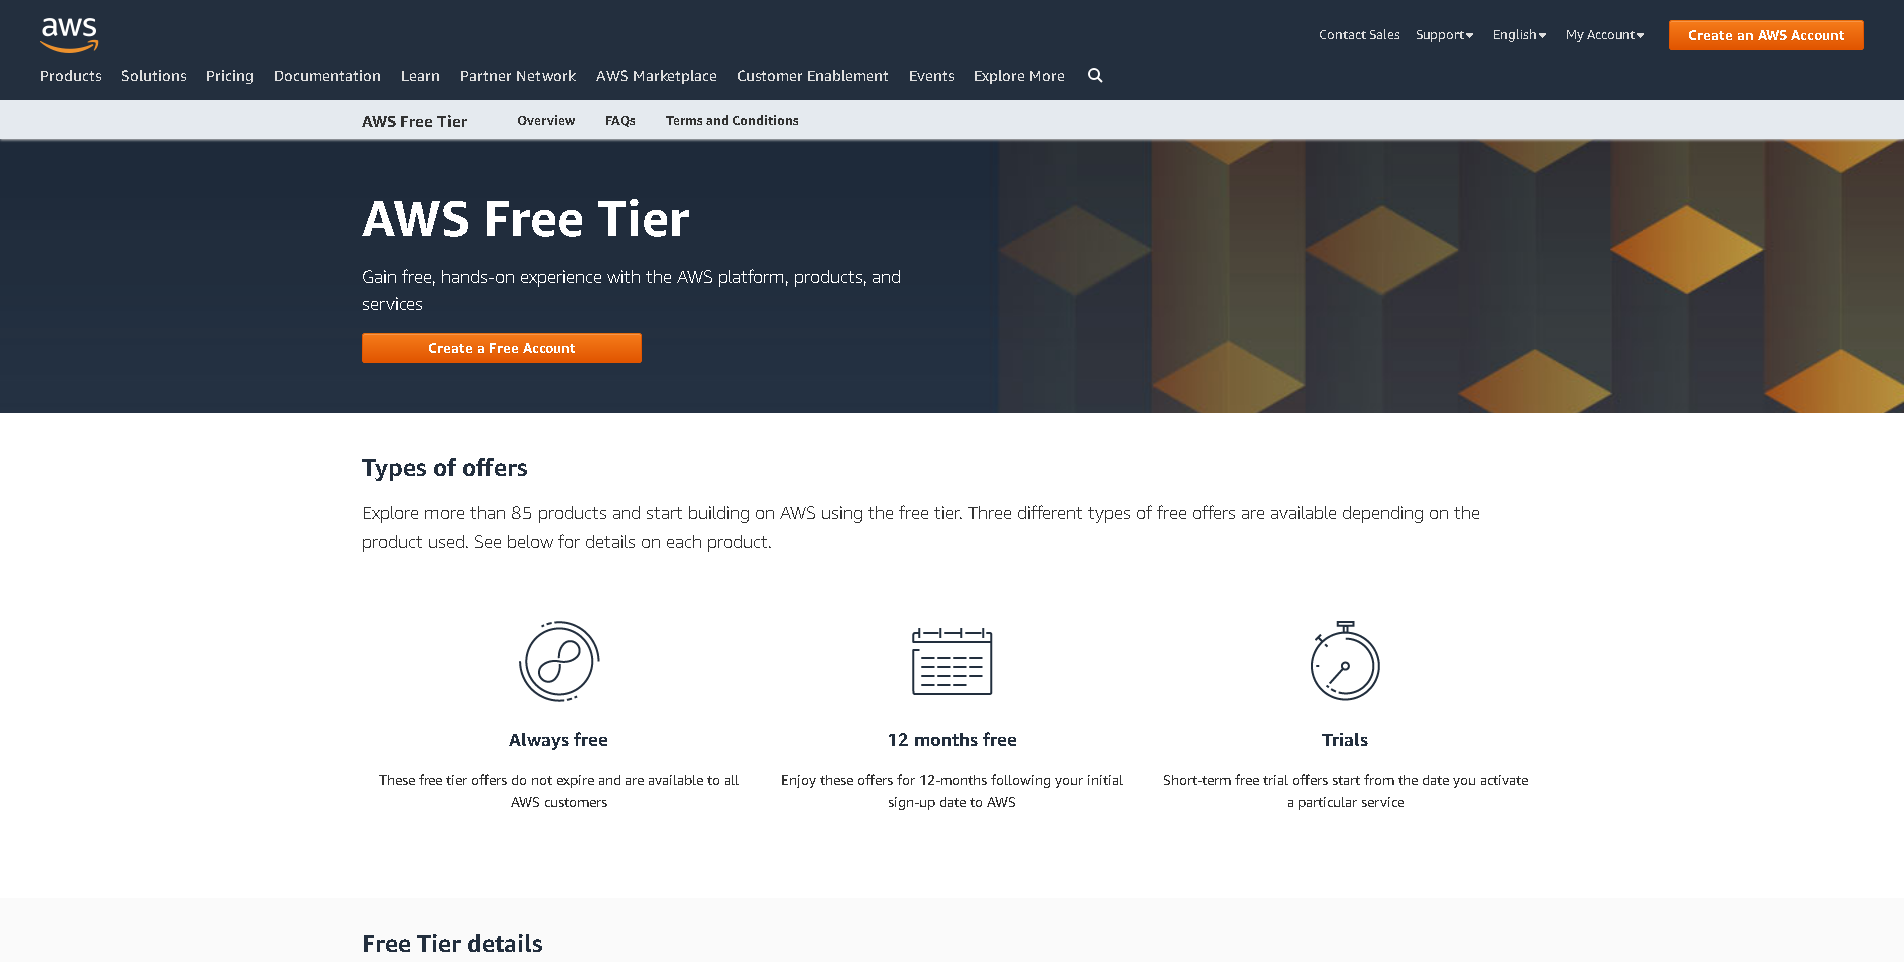 aws
Contact Sales Support English My Account Create an AWS Account
Products Solutions Pricing Documentation Learn Partner Network AWS Marketplace Customer Enablement Events Explore More
AWS Free Tier Overview FAQs Terms and Conditions
AWS Free Tier
Gain free, hands-on experience with the AWS platform, products, and
services
Create a Free Account
Types of offers
Explore more than 85 products and start building on AWS using the free tier. Three different types of free offers are available depending on the
product used. See below for details on each product.
Always free
These free tier offers do not expire and are available to all
AWS customers
12 months free
Enjoy these offers for 12-months following your initial
sign-up date to AWS
Trials
Short-term free trial offers start from the date you activate
a particular service
Free Tier details